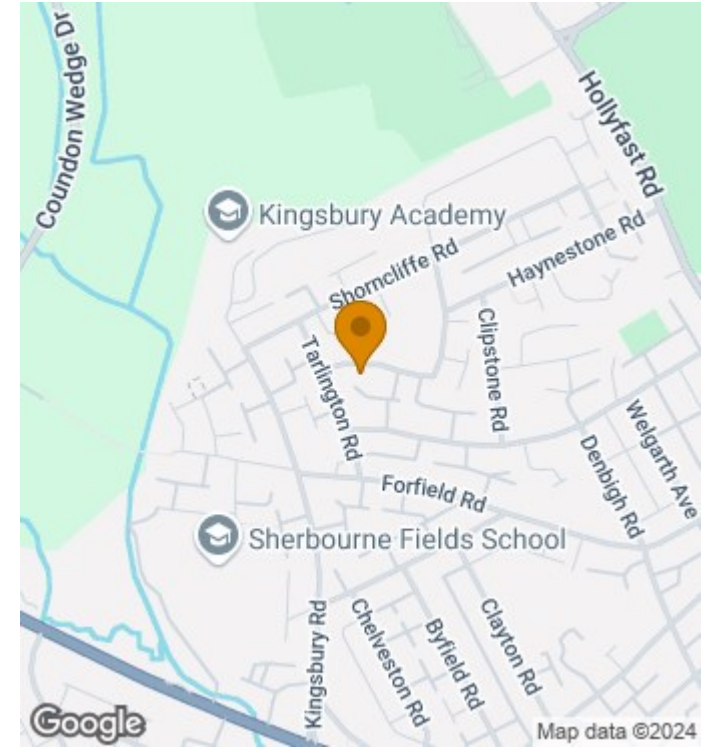 Coundon Wedge Dr
Hollyfast Rd
Kingsbury Academy
Shorncliffe Rd
Haynestone Rd
Tarlington Rd
Clipstone Rd
Welgarth Ave
Denbigh Rd
Forfield Rd
Sherbourne Fields School
Kingsbury Rd
Chelveston Rd
Byfield Rd
Clayton Rd
Google
Map data ©2024